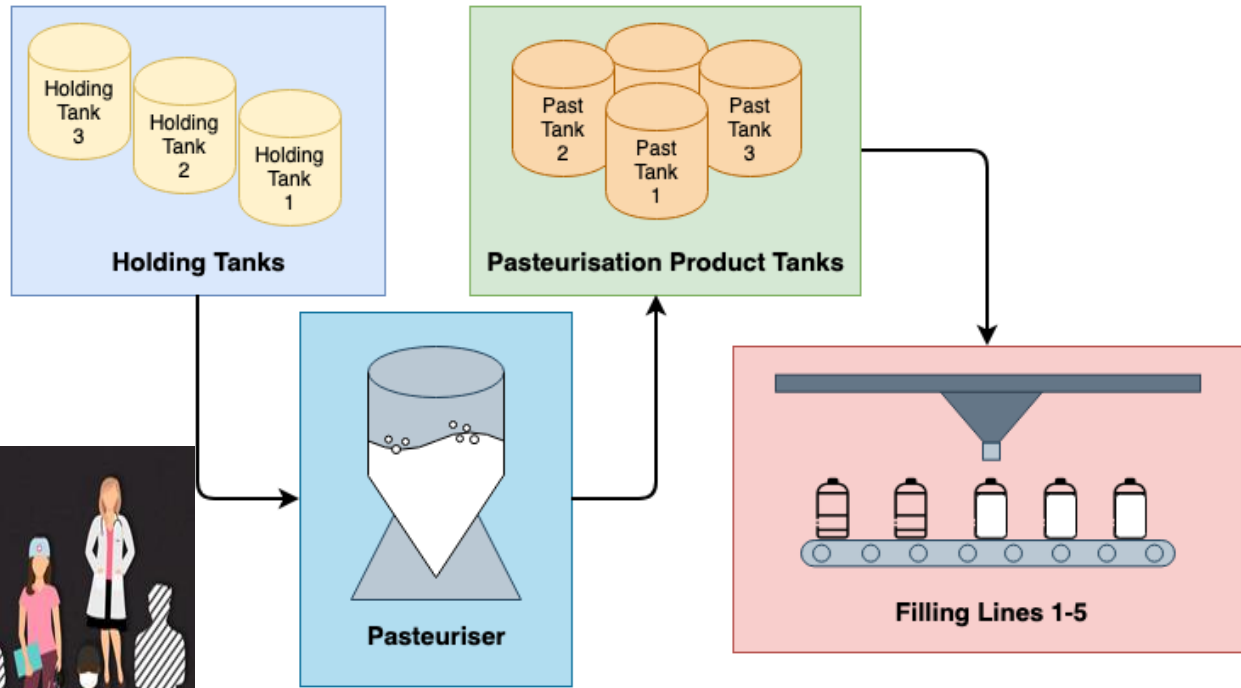 Holding
Tank
3
Holding
Tank
2
Holding
Tank
1
Holding Tanks
Past
Tank
2
Past
Tank
1
Past
Tank
3
Pasteurisation Product Tanks
Pasteuriser
Filling Lines 1-5